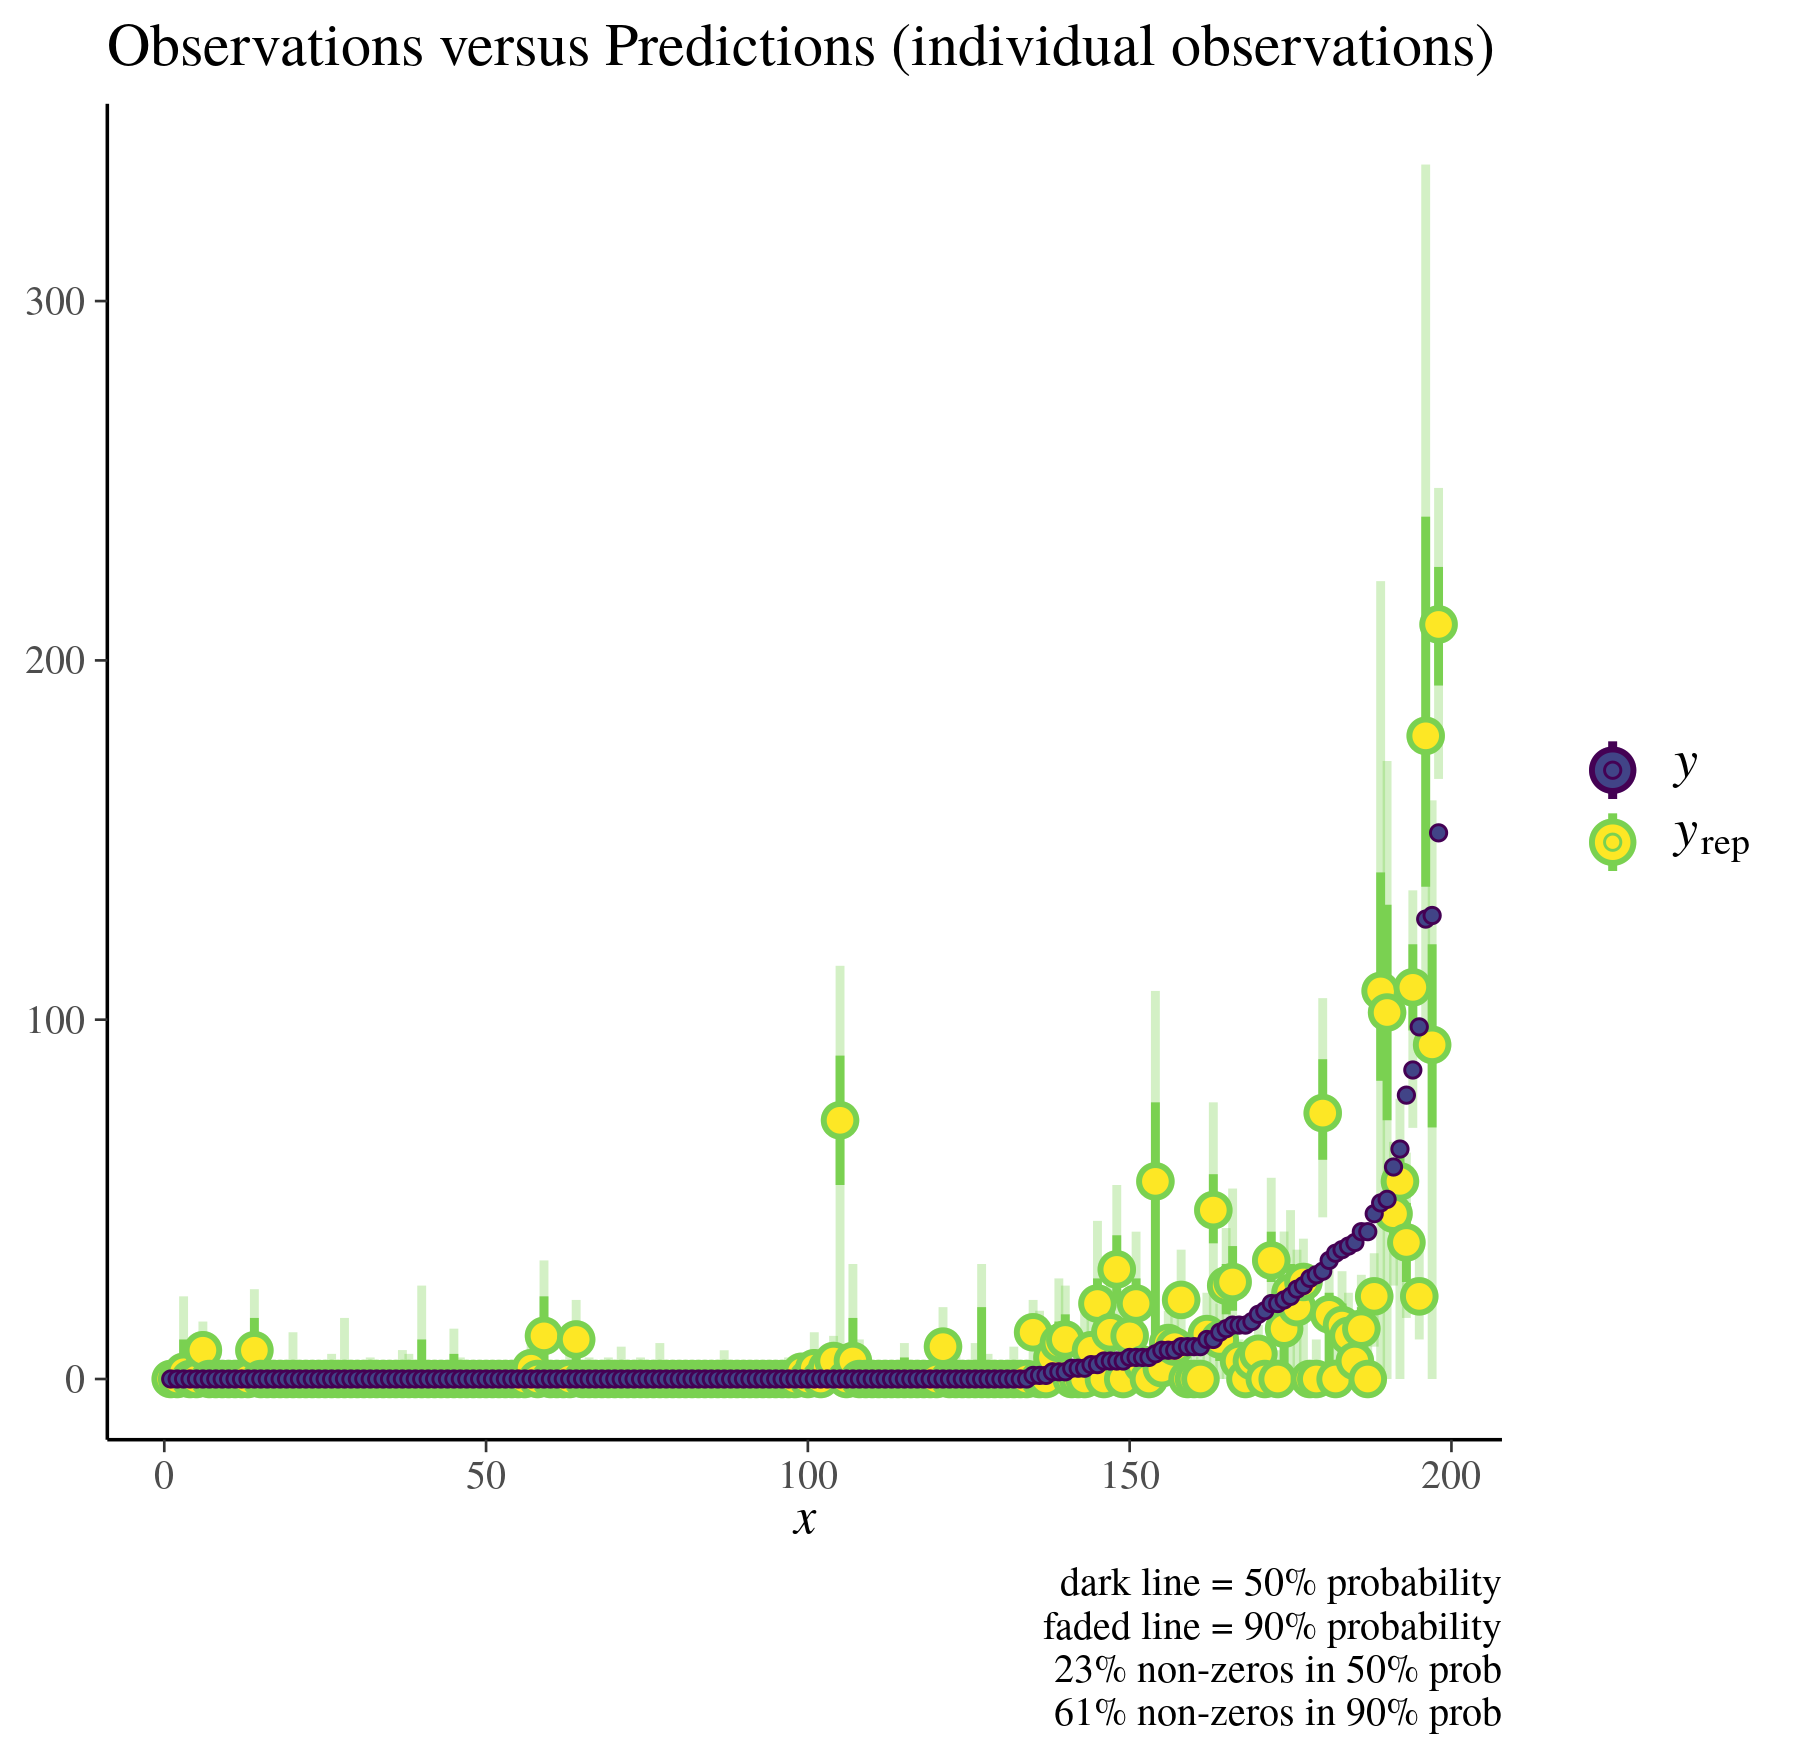 Observations versus Predictions (individual observations)
300
200
100
0
0 50 100 150 200
x
y
yrep
dark line = 50% probability
faded line = 90% probability
23% non-zeros in 50% prob
61% non-zeros in 90% prob